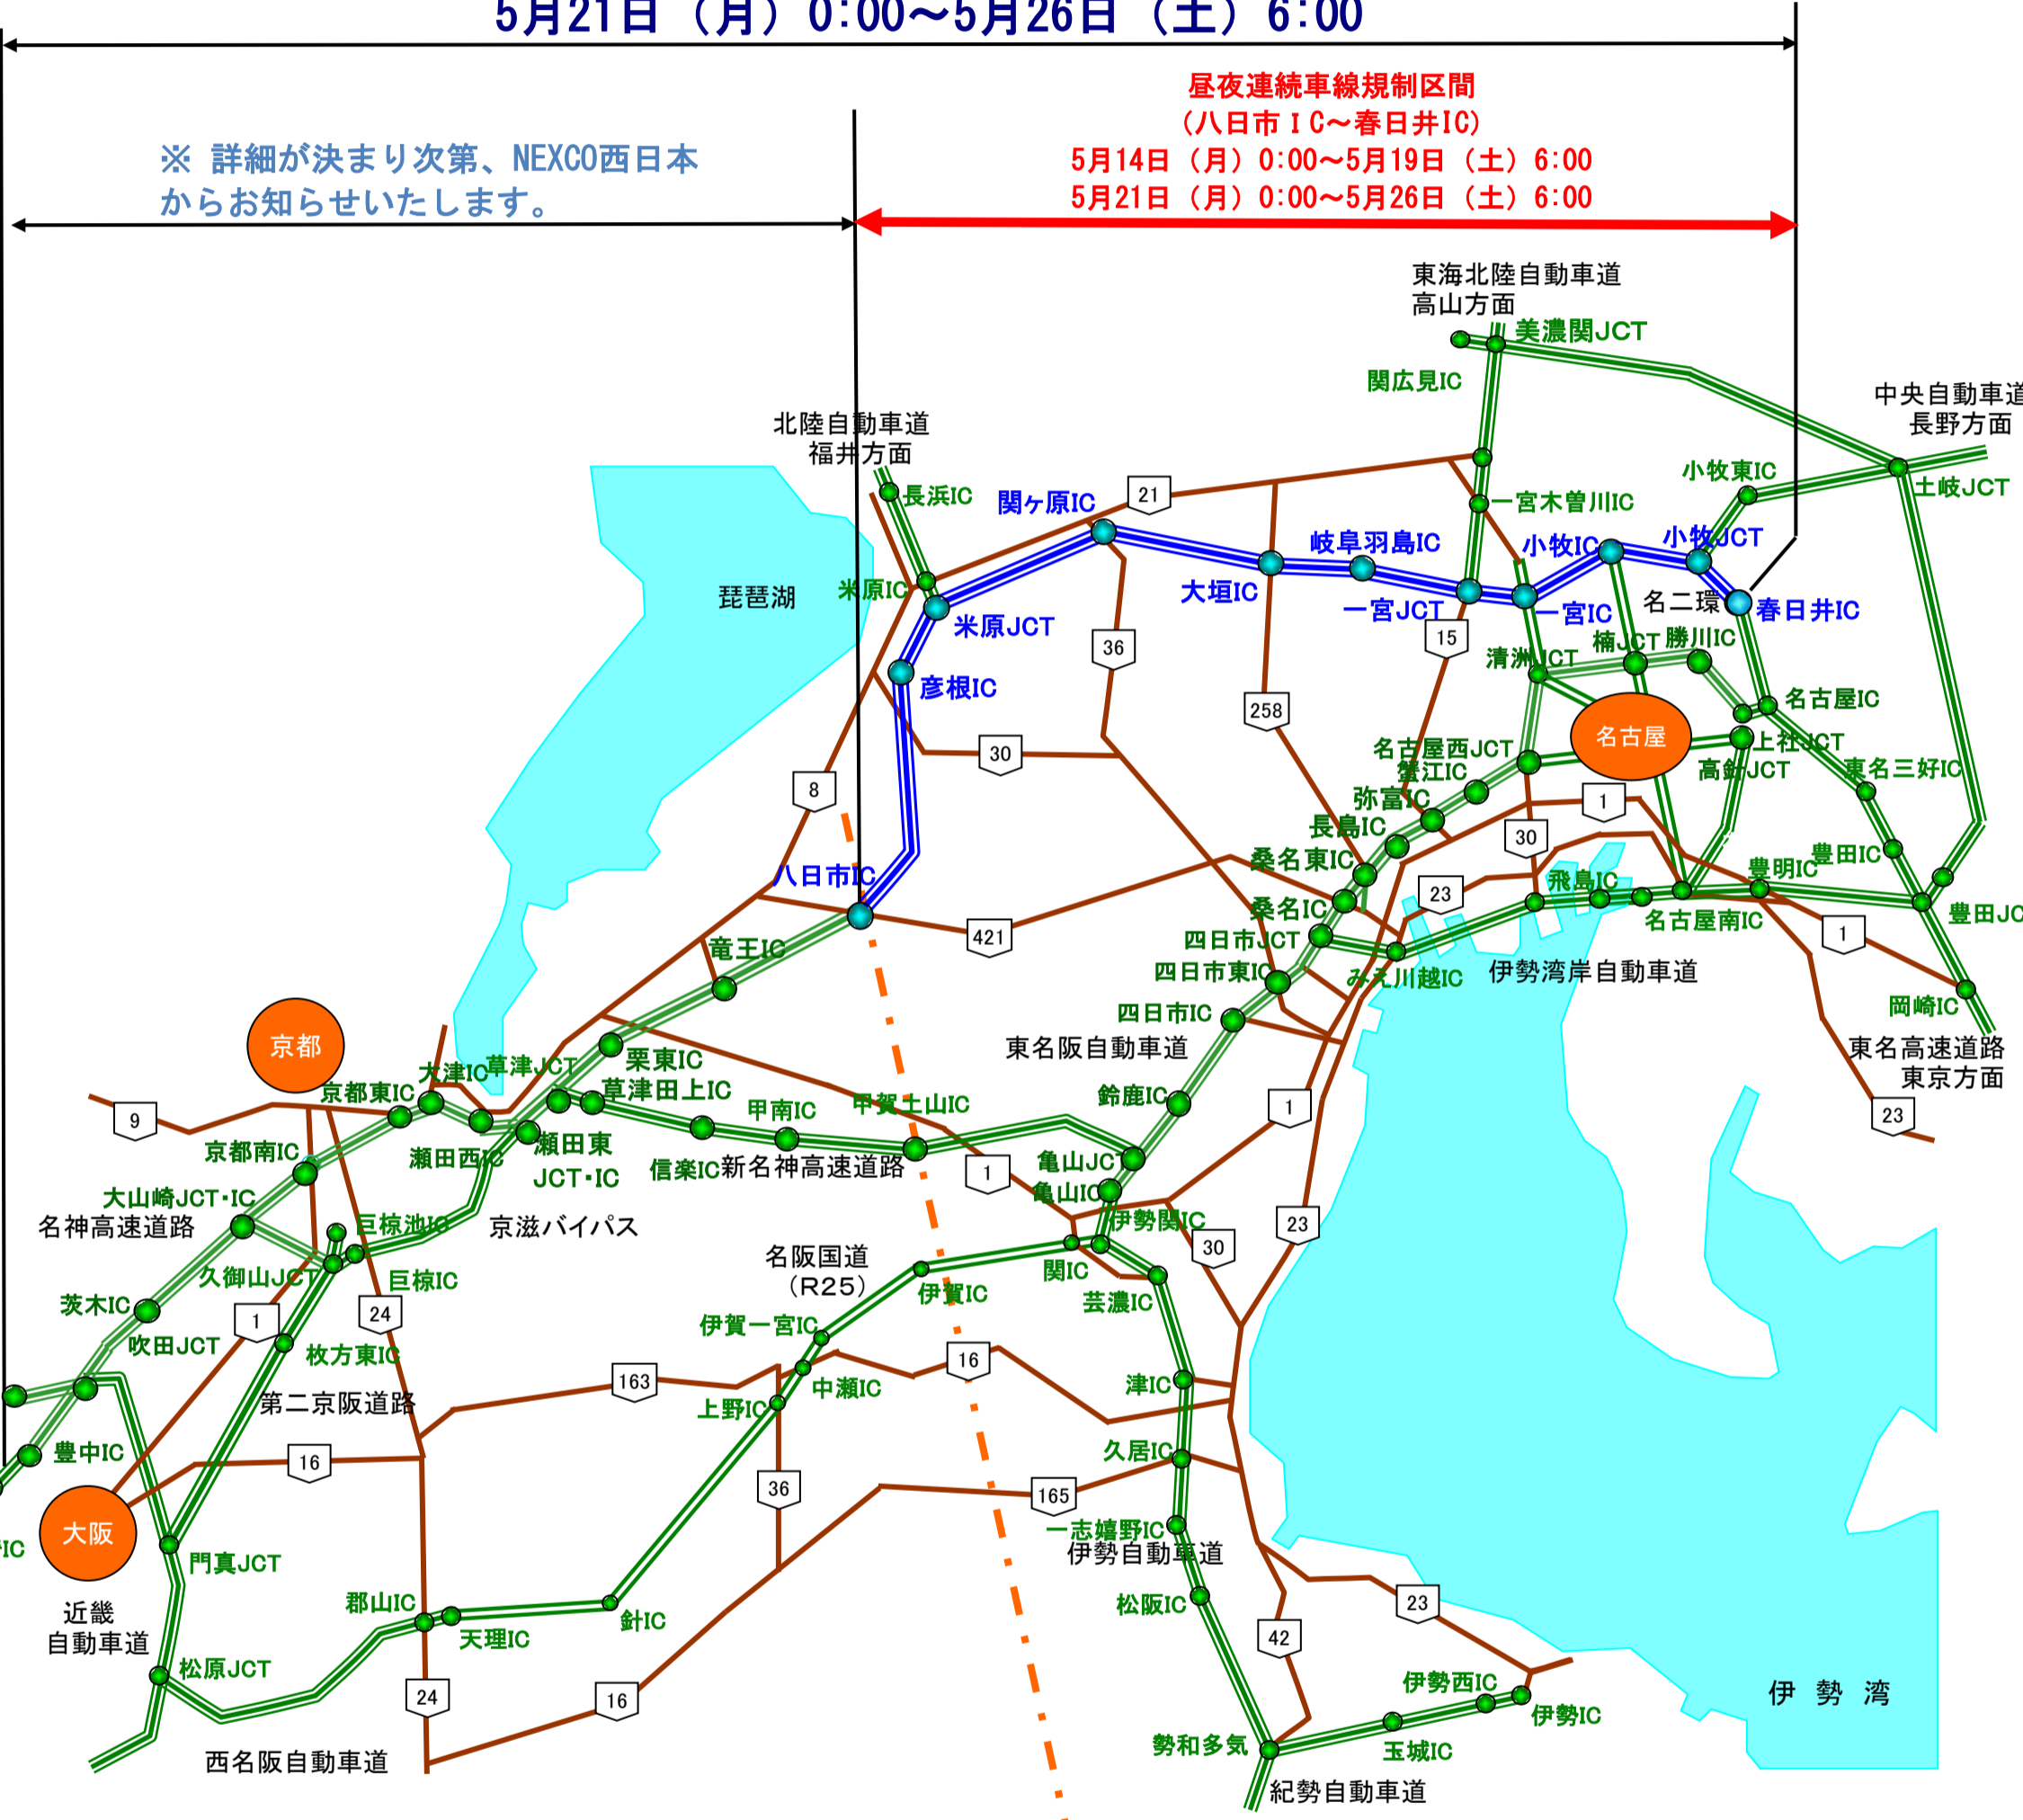 5月21日（月）0:00～5月26日（土）6:00
昼夜連続車線規制区間
（八日市ＩC～春日井IC）
5月14日（月）0:00～5月19日（土）6:00
5月21日（月）0:00～5月26日（土）6:00
※ 詳細が決まり次第、NEXCO西日本
からお知らせいたします。
東海北陸自動車道
高山方面
美濃関JCT
関広見IC
中央自動車道
長野方面
北陸自動車道
福井方面
長浜IC
関ヶ原IC
21
小牧東IC
土岐JCT
一宮木曽川IC
岐阜羽島IC
小牧IC
小牧JCT
琵琶湖
米原IC
米原JCT
大垣IC
一宮JCT
一宮IC
名二環
春日井IC
36
15
清洲JCT
楠JCT
勝川IC
彦根IC
258
名古屋IC
名古屋
30
名古屋西JCT
上社JCT
高針JCT
東名三好IC
蟹江IC
8
弥富IC
1
長島IC
30
桑名東IC
豊田IC
豊明IC
八日市IC
23
飛島IC
桑名IC
名古屋南IC
豊田JC
421
四日市JCT
1
竜王IC
四日市東IC
みえ川越IC
伊勢湾岸自動車道
四日市IC
岡崎IC
京都
東名阪自動車道
東名高速道路
東京方面
栗東IC
草津JCT
大津IC
京都東IC
草津田上IC
鈴鹿IC
9
甲南IC
甲賀土山IC
1
23
京都南IC
瀬田西IC
瀬田東
JCT・IC
信楽IC
新名神高速道路
1
亀山JCT
亀山IC
大山崎JCT・IC
名神高速道路
巨椋池IC
京滋バイパス
伊勢関IC
23
30
名阪国道
（R25）
久御山JCT
巨椋IC
関IC
伊賀IC
芸濃IC
茨木IC
1
24
伊賀一宮IC
吹田JCT
枚方東IC
16
163
中瀬IC
津IC
第二京阪道路
上野IC
豊中IC
16
久居IC
36
165
大阪
一志嬉野IC
伊勢自動車道
IC
門真JCT
近畿
自動車道
郡山IC
天理IC
針IC
松阪IC
23
42
松原JCT
24
16
伊勢西IC
伊勢IC
伊 勢 湾
西名阪自動車道
勢和多気
玉城IC
紀勢自動車道